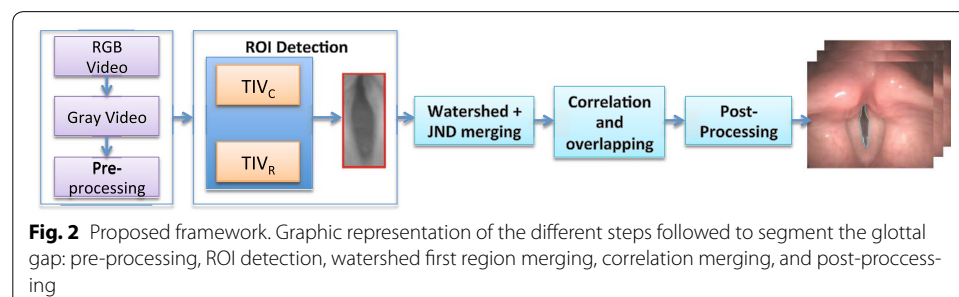 RGB
Video
Gray Video
Pre-
processing
ROI Detection
TIVC
TIVR
Watershed +
JND merging
Correlation
and
overlapping
Post-
Processing
Fig. 2 Proposed framework. Graphic representation of the different steps followed to segment the glottal
gap: pre-processing, ROI detection, watershed first region merging, correlation merging, and post-proccess-
ing